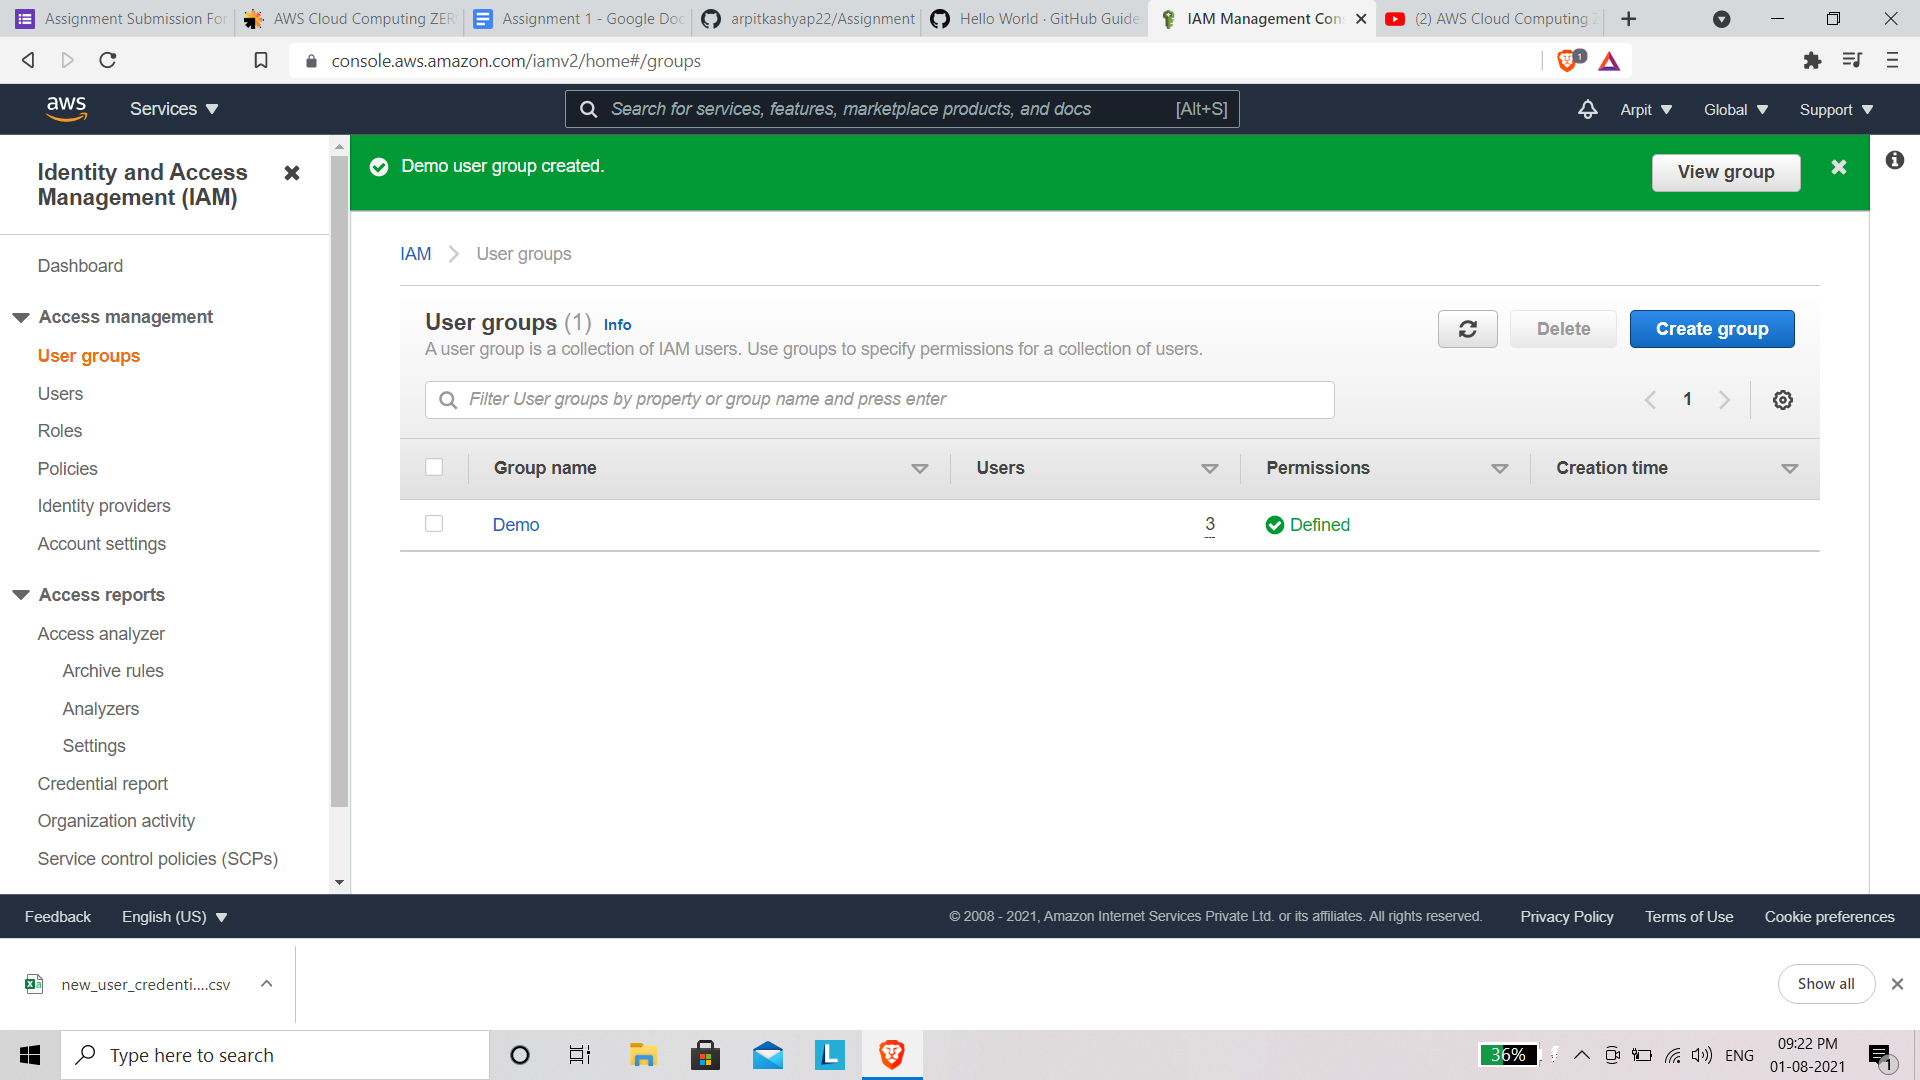 Assignment Submission For
AWS Cloud Computing ZER
Assignment 1 - Google Doc
arpitkashyap22/Assignment
Hello World · GitHub Guide
IAM Management Con
(2) AWS Cloud Computing Z
console.aws.amazon.com/iamv2/home#/groups
1
aws
Services
Search for services, features, marketplace products, and docs
[Alt+S]
Arpit
Global
Support
Identity and Access
Management (IAM)
Dashboard
Access management
User groups
Users
Roles
Policies
Identity providers
Account settings
Access reports
Access analyzer
Archive rules
Analyzers
Settings
Credential report
Organization activity
Service control policies (SCPs)
Demo user group created.
View group
IAM
User groups
User groups (1) Info
A user group is a collection of IAM users. Use groups to specify permissions for a collection of users.
Delete
Create group
Filter User groups by property or group name and press enter
1
Group name
Users
Permissions
Creation time
Demo
3
Defined
Feedback
English (US)
© 2008 - 2021, Amazon Internet Services Private Ltd. or its affiliates. All rights reserved.
Privacy Policy
Terms of Use
Cookie preferences
new_user_credenti....csv
Show all
Type here to search
L
36%
ENG
09:22 PM
01-08-2021
1